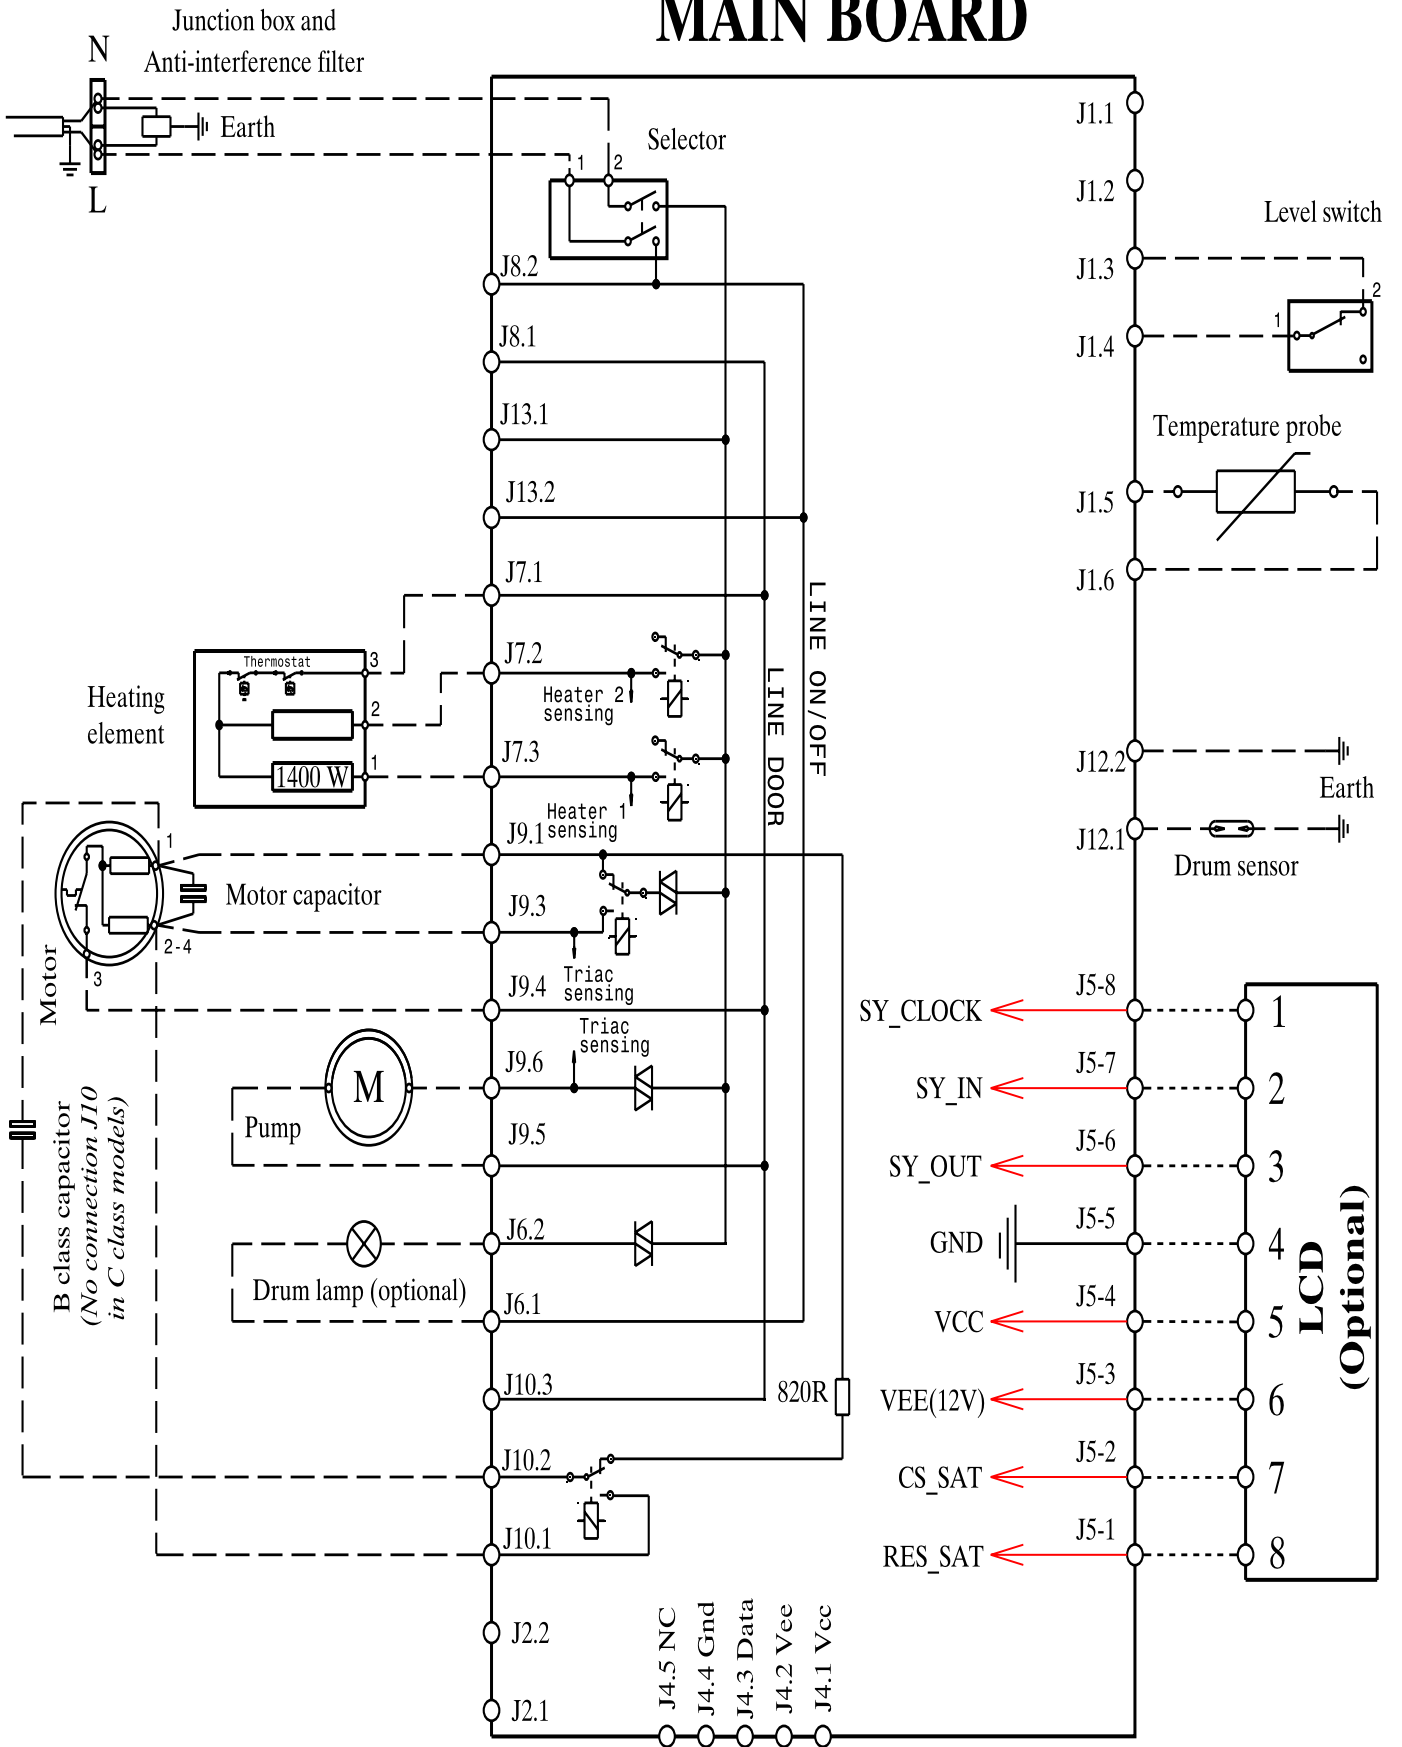 MAIN BOARD
Junction box and
Anti-interference filter
N
Earth
L
Selector
1
2
J8.2
J8.1
J13.1
J13.2
J7.1
J7.2
J7.3
Heater 2
sensing
Heater 1
sensing
LINE ON/OFF
LINE DOOR
Thermostat
3
2
1
1400 W
Heating
element
J9.1
J9.3
J9.4
J9.6
J9.5
Triac
sensing
Triac
sensing
Motor capacitor
1
2-4
3
Motor
M
Pump
B class capacitor
(No connection J10
in C class models)
J6.2
J6.1
Drum lamp (optional)
J10.3
J10.2
J10.1
820R
J2.2
J2.1
J4.5 NC
J4.4 Gnd
J4.3 Data
J4.2 Vee
J4.1 Vcc
J1.1
J1.2
J1.3
J1.4
J1.5
J1.6
Level switch
1
2
Temperature probe
J12.2
J12.1
Earth
Drum sensor
SY_CLOCK
J5-8
1
SY_IN
J5-7
2
SY_OUT
J5-6
3
GND
J5-5
4
VCC
J5-4
5
VEE(12V)
J5-3
6
CS_SAT
J5-2
7
RES_SAT
J5-1
8
LCD
(Optional)